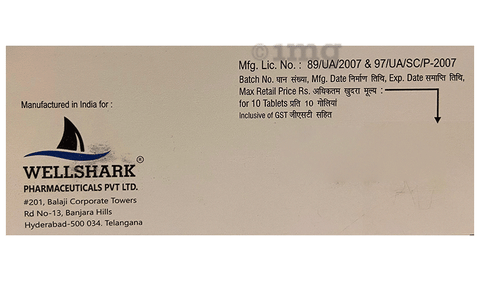 1mg
Mfg. Lic. No. : 89/UA/2007 & 97/UA/SC/P-2007
Batch No. घान संख्या, Mfg. Date निर्माण तिथि, Exp. Date समाप्ति तिथि,
Max Retail Price Rs. अधिकतम खुदरा मूल्य :
for 10 Tablets प्रति 10 गोलियां
Inclusive of GST जीएसटी सहित
Manufactured in India for :
WELLSHARK ®
PHARMACEUTICALS PVT LTD.
#201, Balaji Corporate Towers
Rd No-13, Banjara Hills
Hyderabad-500 034. Telangana